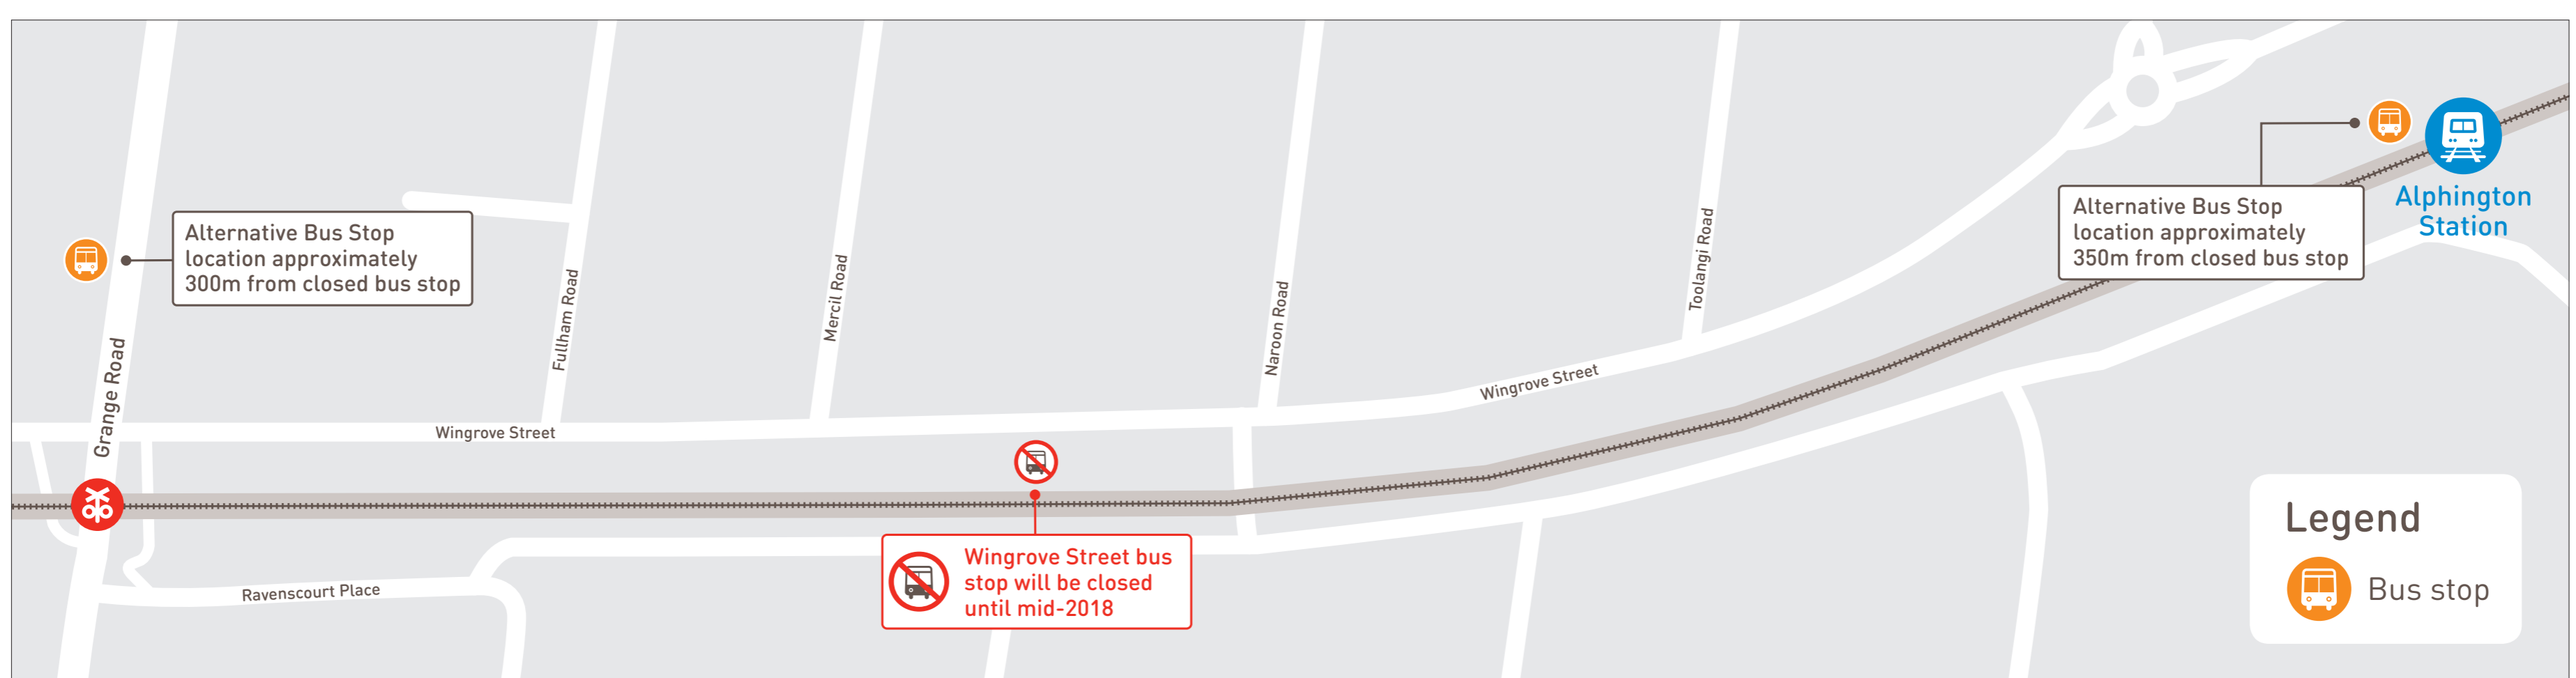 Alternative Bus Stop
location approximately
300m from closed bus stop
Grange Road
Fullham Road
Mercil Road
Naroon Road
Toolangi Road
Alternative Bus Stop
location approximately
350m from closed bus stop
Alphington
Station
Wingrove Street
Wingrove Street
Ravenscourt Place
Wingrove Street bus
stop will be closed
until mid-2018
Legend
Bus stop